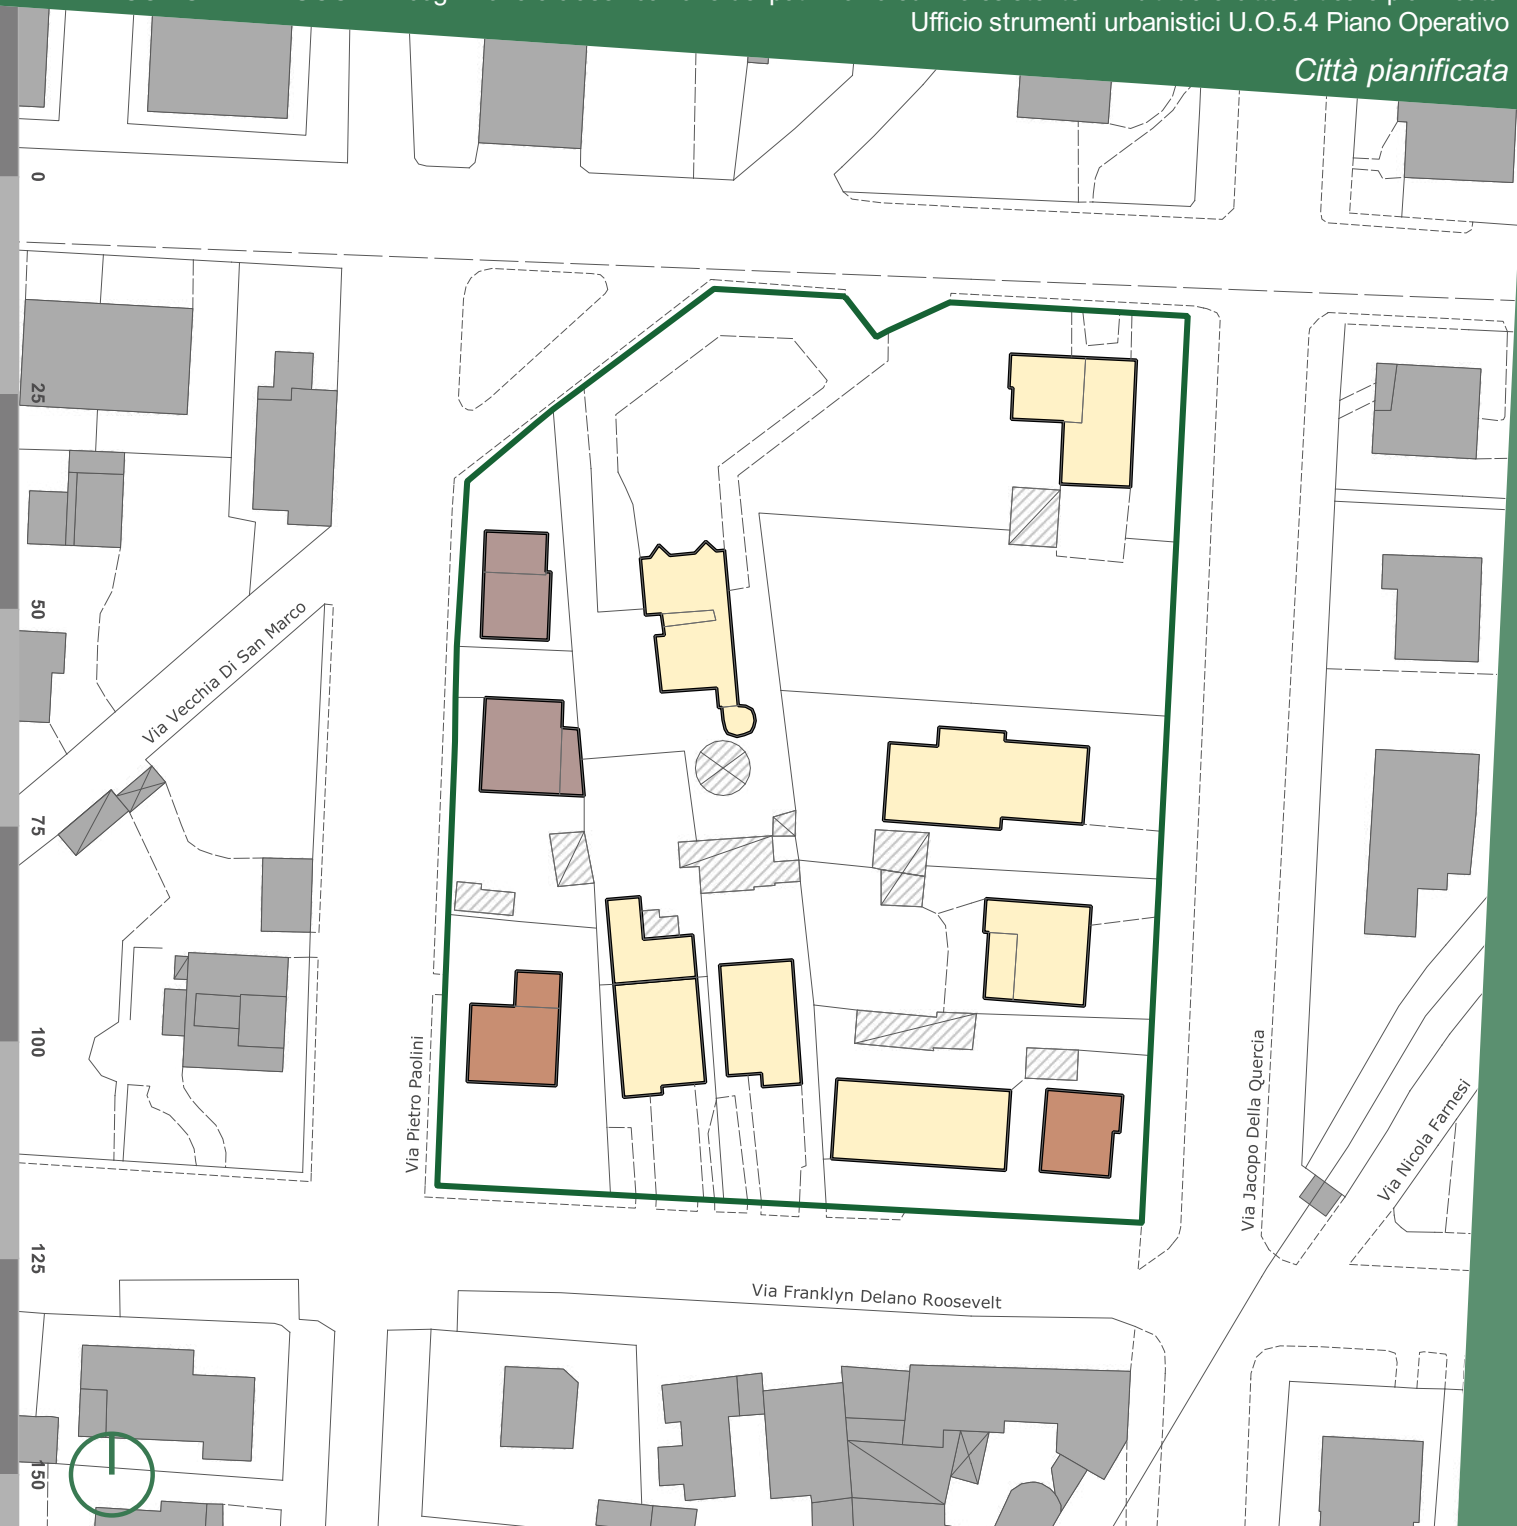 Ufficio strumenti urbanistici U.O.5.4 Piano Operativo
Città pianificata
0
25
50
75
100
125
150
Via Vecchia Di San Marco
Via Pietro Paolini
Via Jacopo Della Quercia
Via Nicola Farnesi
Via Franklyn Delano Roosevelt